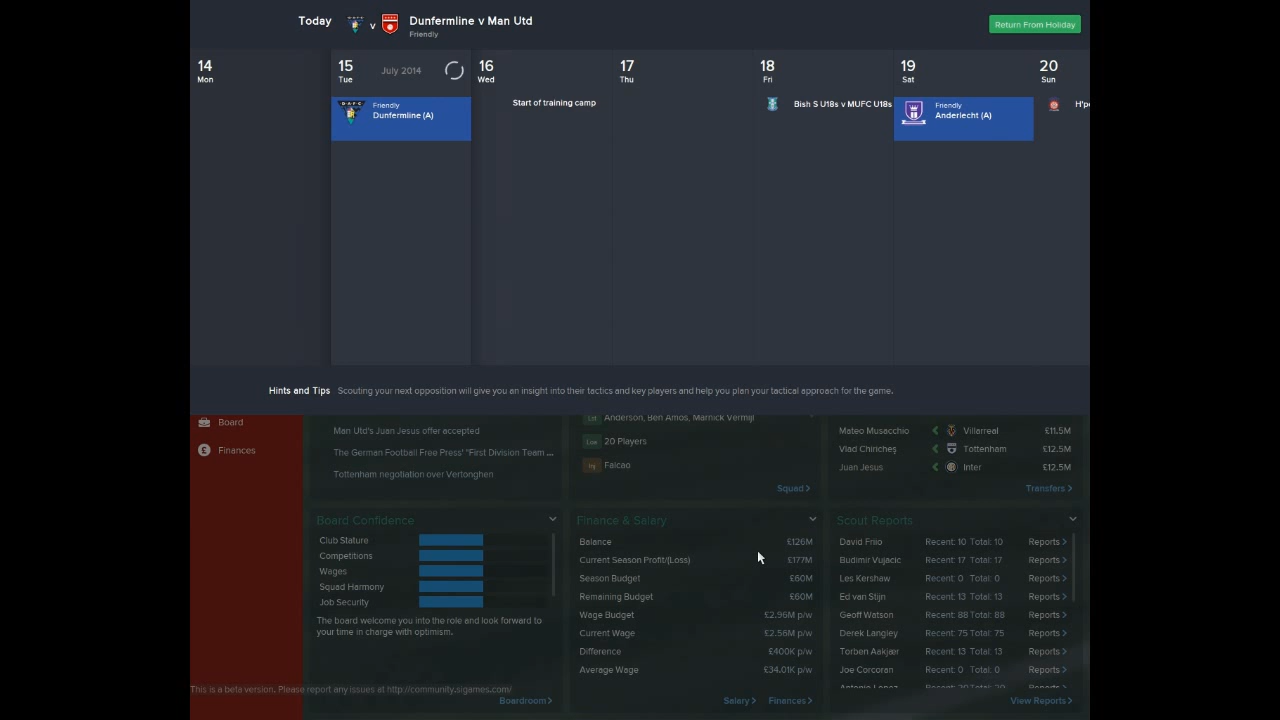 Today v Dunfermline v Man Utd
Friendly
Return From Holiday
14 Mon
15 Tue July 2014
16 Wed
17 Thu
18 Fri
19 Sat
20 Sun
Friendly
Dunfermline (A)
Start of training camp
Bish S U18s v MUFC U18s
Friendly
Anderlecht (A)
Hints and Tips Scouting your next opposition will give you an insight into their tactics and key players and help you plan your tactical approach for the game.
Board
Finances
Man Utd's Juan Jesus offer accepted
The German Football Free Press' "First Division Team ...
Tottenham negotiation over Vertonghen
Anderson, Ben Amos, Marnick Vermijl
20 Players
Falcao
Squad >
Mateo Musacchio Villarreal £11.5M
Vlad Chiricheş Tottenham £12.5M
Juan Jesus Inter £12.5M
Transfers >
Board Confidence
Club Stature
Competitions
Wages
Squad Harmony
Job Security
The board welcome you into the role and look forward to
your time in charge with optimism.
Boardroom >
Finance & Salary
Balance £126M
Current Season Profit/(Loss) £177M
Season Budget £60M
Remaining Budget £60M
Wage Budget £2.96M p/w
Current Wage £2.56M p/w
Difference £400K p/w
Average Wage £34.01K p/w
Salary > Finances >
Scout Reports
David Friio Recent: 10 Total: 10 Reports >
Budimir Vujacic Recent: 17 Total: 17 Reports >
Les Kershaw Recent: 0 Total: 0 Reports >
Ed van Stijn Recent: 13 Total: 13 Reports >
Geoff Watson Recent: 88 Total: 88 Reports >
Derek Langley Recent: 75 Total: 75 Reports >
Torben Aakjær Recent: 13 Total: 13 Reports >
Joe Corcoran Recent: 0 Total: 0 Reports >
View Reports >
This is a beta version. Please report any issues at http://community.sigames.com/